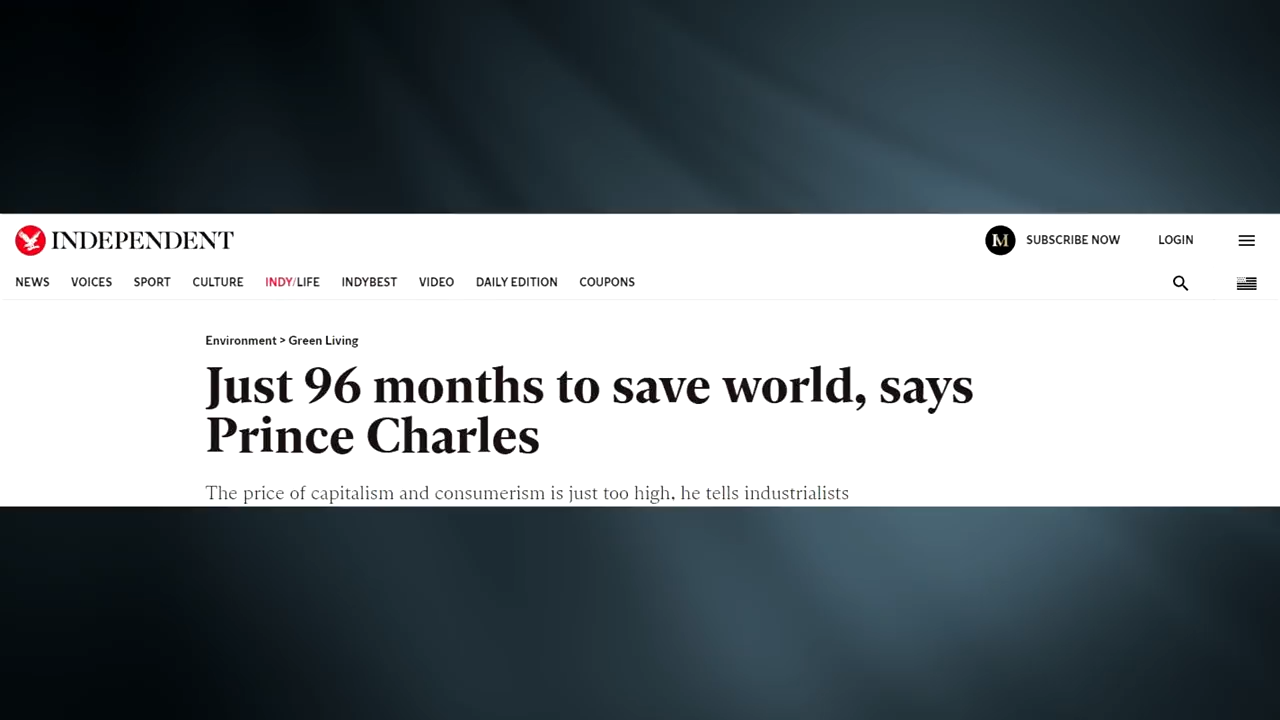 INDEPENDENT
SUBSCRIBE NOW
LOGIN
NEWS VOICES SPORT CULTURE INDY/LIFE INDYBEST VIDEO DAILY EDITION COUPONS
Environment > Green Living
Just 96 months to save world, says
Prince Charles
The price of capitalism and consumerism is just too high, he tells industrialists